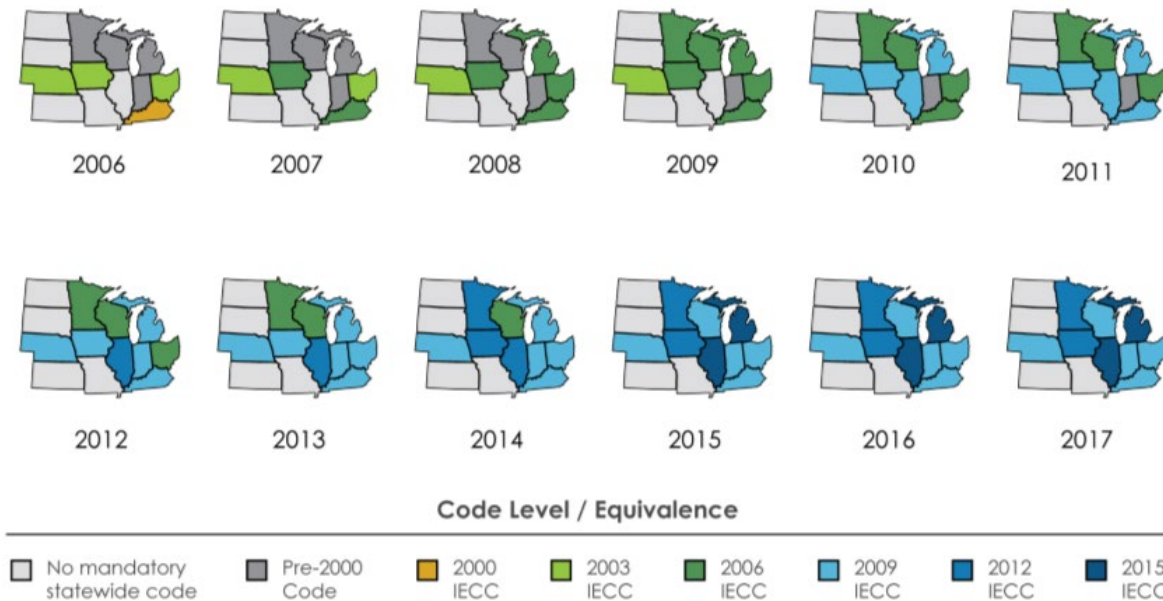 2006
2007
2008
2009
2010
2011
2012
2013
2014
2015
2016
2017
Code Level / Equivalence
No mandatory
statewide code
Pre-2000
Code
2000
IECC
2003
IECC
2006
IECC
2009
IECC
2012
IECC
2015
IECC